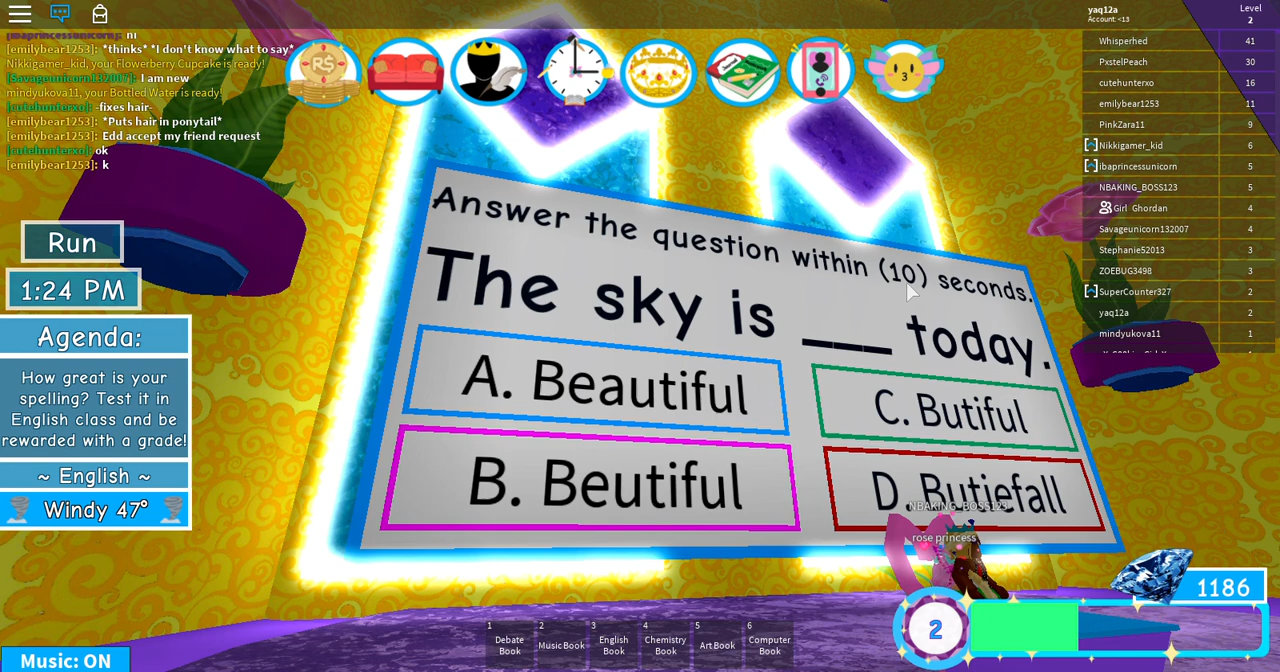 yaq12a
Account: <13
Level
2
[ibaprincessunicorn]: hi
[emilybear1253]: *thinks* *I don't know what to say*
Nikkigamer_kid, your Flowerberry Cupcake is ready!
[Savageunicorn132007]: I am new
mindyukova11, your Bottled Water is ready!
[cutehunterxo]: -fixes hair-
[emilybear1253]: *Puts hair in ponytail*
[emilybear1253]: Edd accept my friend request
[cutehunterxo]: ok
[emilybear1253]: k
R$
Whisperhed 41
PxstelPeach 30
cutehunterxo 16
emilybear1253 11
PinkZara11 9
Nikkigamer_kid 6
ibaprincessunicorn 5
NBAKING_BOSS123 5
Girl_Ghordan 4
Savageunicorn132007 4
Stephanie52013 3
ZOEBUG3498 3
SuperCounter327 2
yaq12a 2
mindyukova11 1
Run
1:24 PM
Agenda:
How great is your
spelling? Test it in
English class and be
rewarded with a grade!
~ English ~
Windy 47°
Answer the question within (10) seconds.
The sky is ___ today.
A. Beautiful
C. Butiful
B. Beutiful
D. Butiefall
NBAKING_BOSS123
rose princess
1186
2
1 Debate Book
2 Music Book
3 English Book
4 Chemistry Book
5 Art Book
6 Computer Book
Music: ON